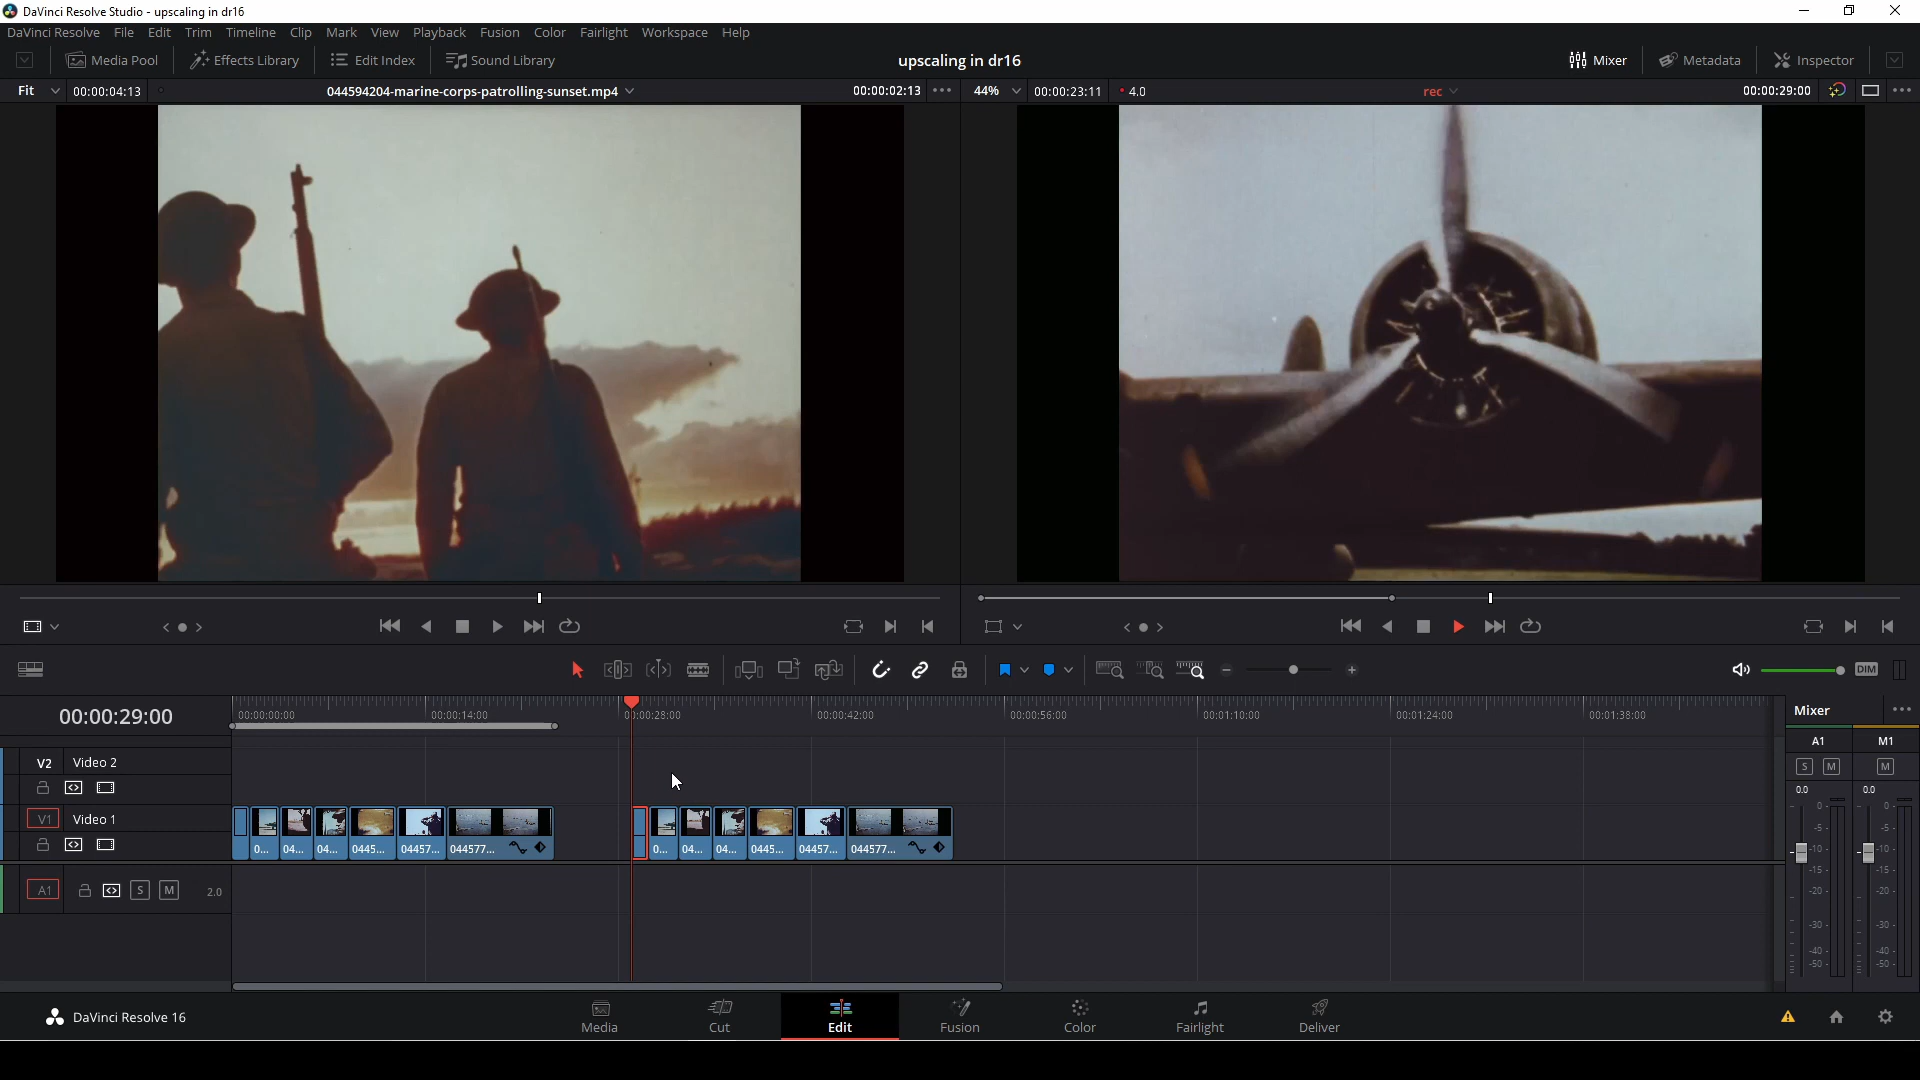 DaVinci Resolve Studio - upscaling in dr16
DaVinci Resolve File Edit Trim Timeline Clip Mark View Playback Fusion Color Fairlight Workspace Help
Media Pool Effects Library Edit Index Sound Library upscaling in dr16 Mixer Metadata Inspector
Fit 00:00:04:13 044594204-marine-corps-patrolling-sunset.mp4 00:00:02:13 44% 00:00:23:11 4.0 rec 00:00:29:00
DIM
00:00:29:00 00:00:00:00 00:00:14:00 00:00:28:00 00:00:42:00 00:00:56:00 00:01:10:00 00:01:24:00 00:01:38:00 Mixer
A1 M1
V2 Video 2
S M M
0.0 0.0
V1 Video 1
0... 04... 04... 0445... 04457... 044577... 0... 04... 04... 0445... 04457... 044577...
A1 S M 2.0
0- 0-
-5- -5-
-10- -10-
-15- -15-
-20- -20-
-30- -30-
-40- -40-
-50- -50-
DaVinci Resolve 16 Media Cut Edit Fusion Color Fairlight Deliver